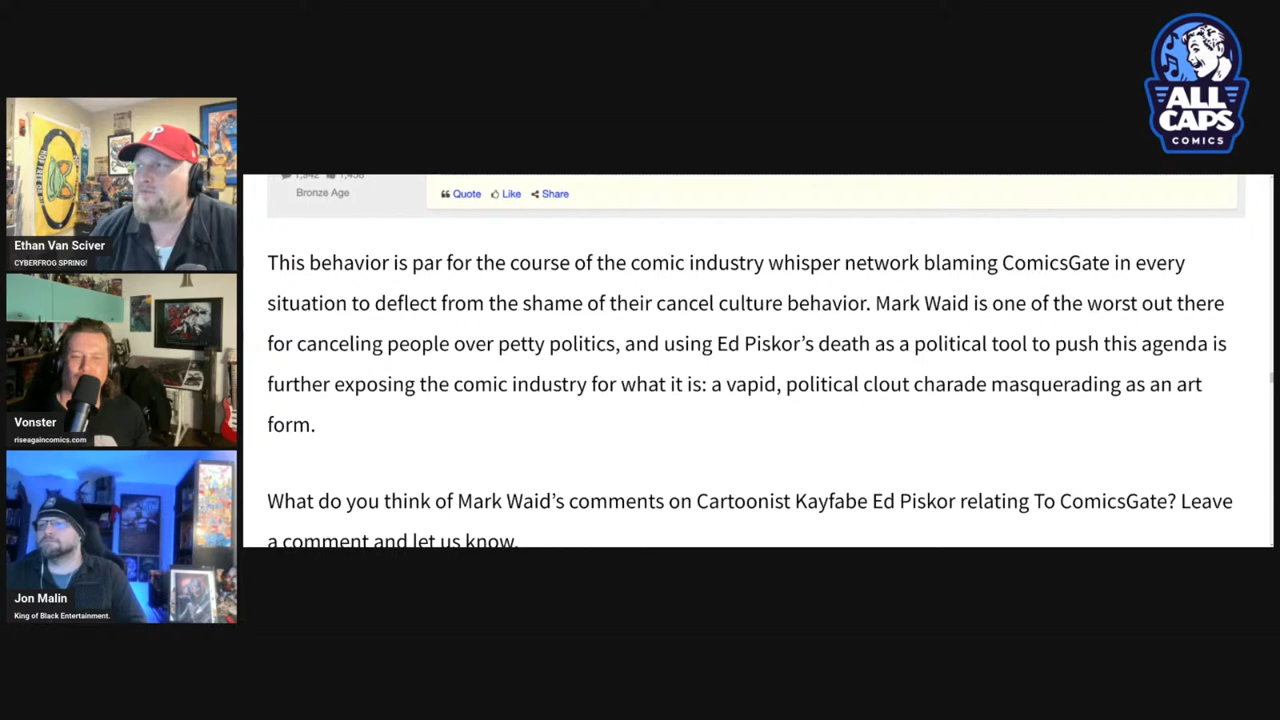 ALL
CAPS
COMICS
Ethan Van Sciver
CYBERFROG SPRING!
Vonster
riseagaincomics.com
Jon Malin
King of Black Entertainment.
Bronze Age
Quote Like Share
This behavior is par for the course of the comic industry whisper network blaming ComicsGate in every
situation to deflect from the shame of their cancel culture behavior. Mark Waid is one of the worst out there
for canceling people over petty politics, and using Ed Piskor’s death as a political tool to push this agenda is
further exposing the comic industry for what it is: a vapid, political clout charade masquerading as an art
form.
What do you think of Mark Waid’s comments on Cartoonist Kayfabe Ed Piskor relating To ComicsGate? Leave
a comment and let us know.